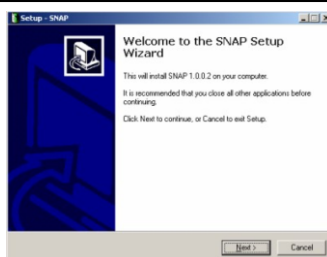 Setup - SNAP
Welcome to the SNAP Setup
Wizard
This will install SNAP 1.0.0.2 on your computer.
It is recommended that you close all other applications before
continuing.
Click Next to continue, or Cancel to exit Setup.
Next >
Cancel